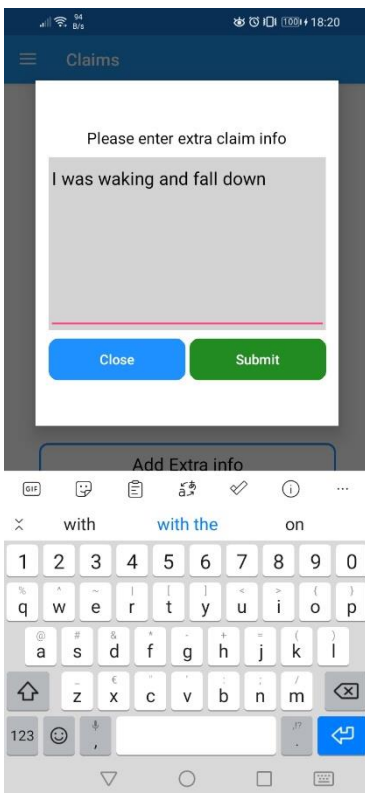 94
B/s
100
18:20
Claims
Please enter extra claim info
I was waking and fall down
Close Submit
Add Extra info
GIF
with with the on
1 2 3 4 5 6 7 8 9 0
% ^ ~ | [ ] < > { }
q w e r t y u i o p
@ # & * - + = ( )
a s d f g h j k l
_ € " ' : ; /
z x c v b n m
123 , .
,!?